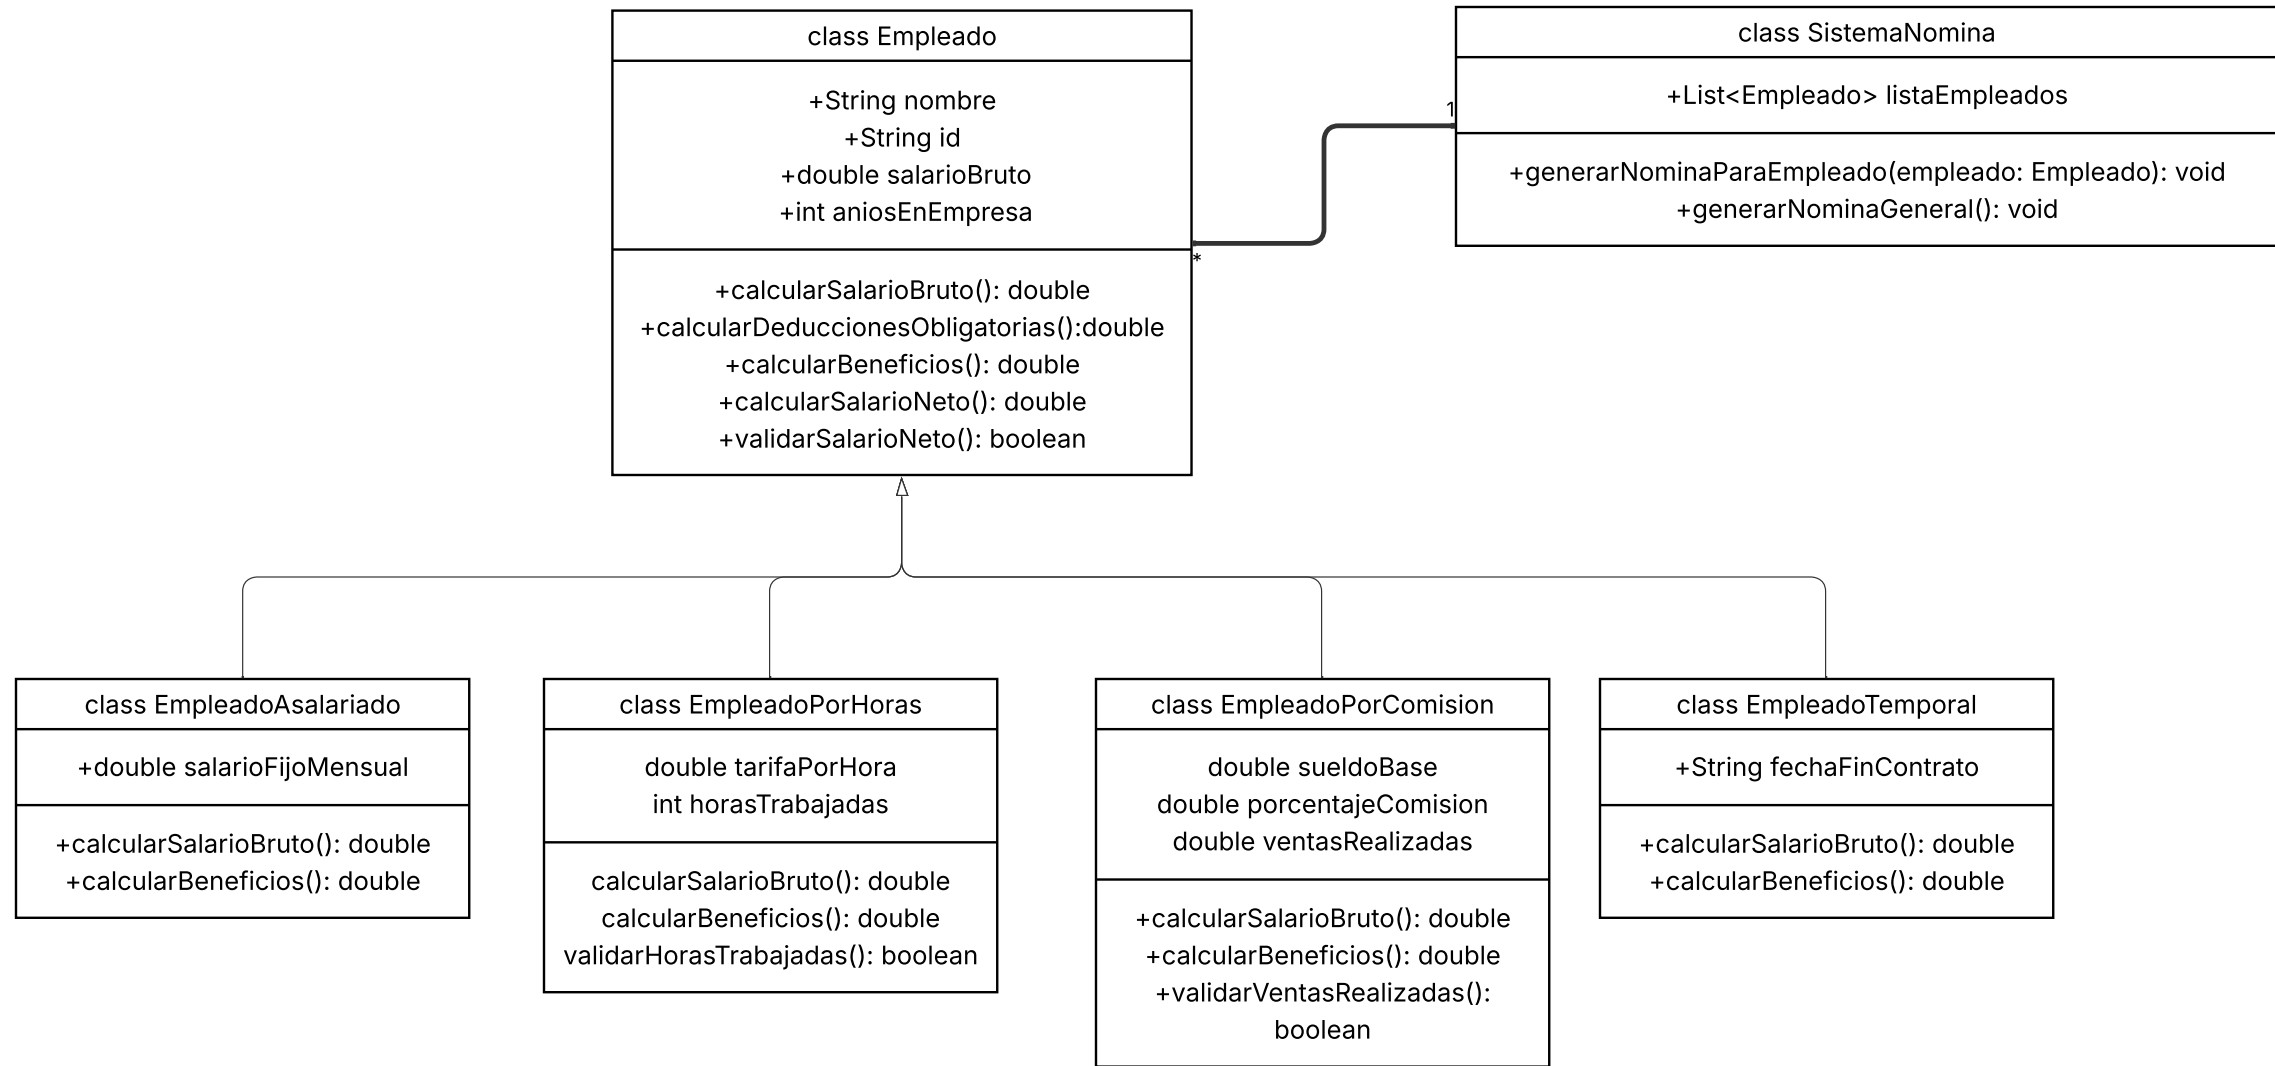 class Empleado
+String nombre
+String id
+double salarioBruto
+int aniosEnEmpresa
+calcularSalarioBruto(): double
+calcularDeduccionesObligatorias():double
+calcularBeneficios(): double
+calcularSalarioNeto(): double
+validarSalarioNeto(): boolean
*
1
class SistemaNomina
+List<Empleado> listaEmpleados
+generarNominaParaEmpleado(empleado: Empleado): void
+generarNominaGeneral(): void
class EmpleadoAsalariado
+double salarioFijoMensual
+calcularSalarioBruto(): double
+calcularBeneficios(): double
class EmpleadoPorHoras
double tarifaPorHora
int horasTrabajadas
calcularSalarioBruto(): double
calcularBeneficios(): double
validarHorasTrabajadas(): boolean
class EmpleadoPorComision
double sueldoBase
double porcentajeComision
double ventasRealizadas
+calcularSalarioBruto(): double
+calcularBeneficios(): double
+validarVentasRealizadas():
boolean
class EmpleadoTemporal
+String fechaFinContrato
+calcularSalarioBruto(): double
+calcularBeneficios(): double